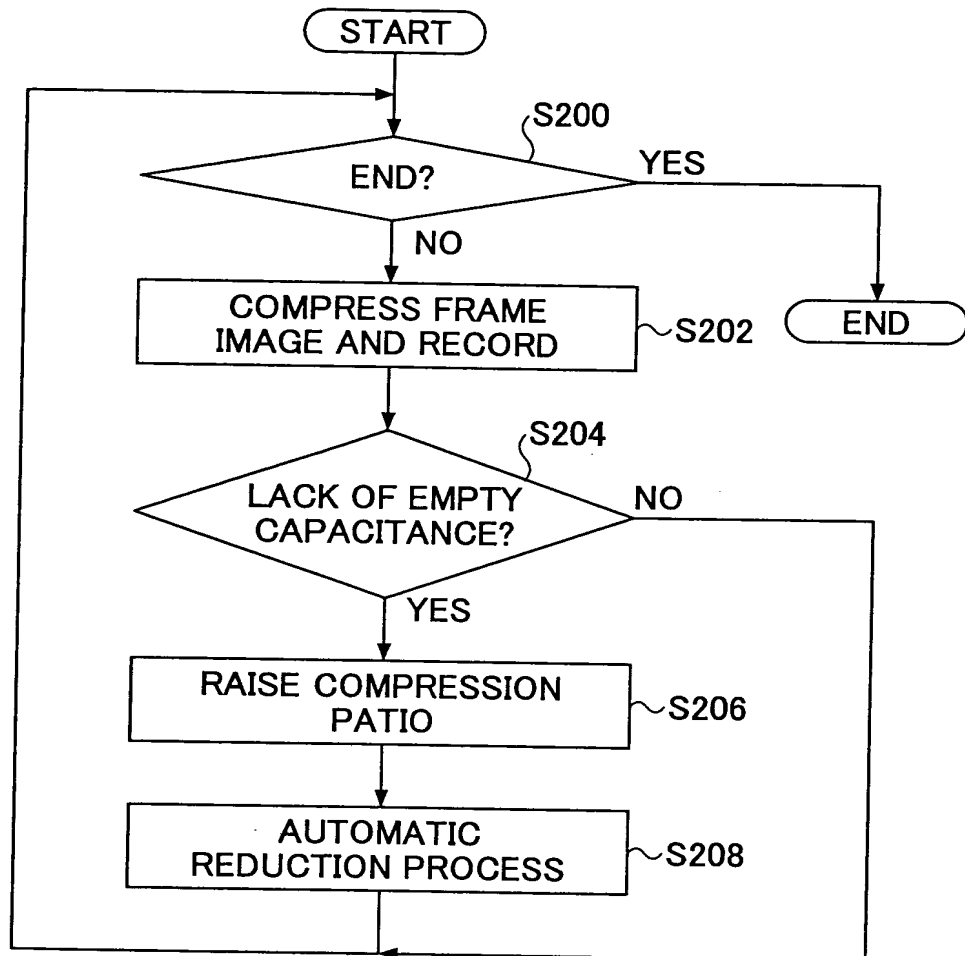 START
S200
END?
YES
NO
COMPRESS FRAME
IMAGE AND RECORD
S202
END
S204
LACK OF EMPTY
CAPACITANCE?
NO
YES
RAISE COMPRESSION
PATIO
S206
AUTOMATIC
REDUCTION PROCESS
S208